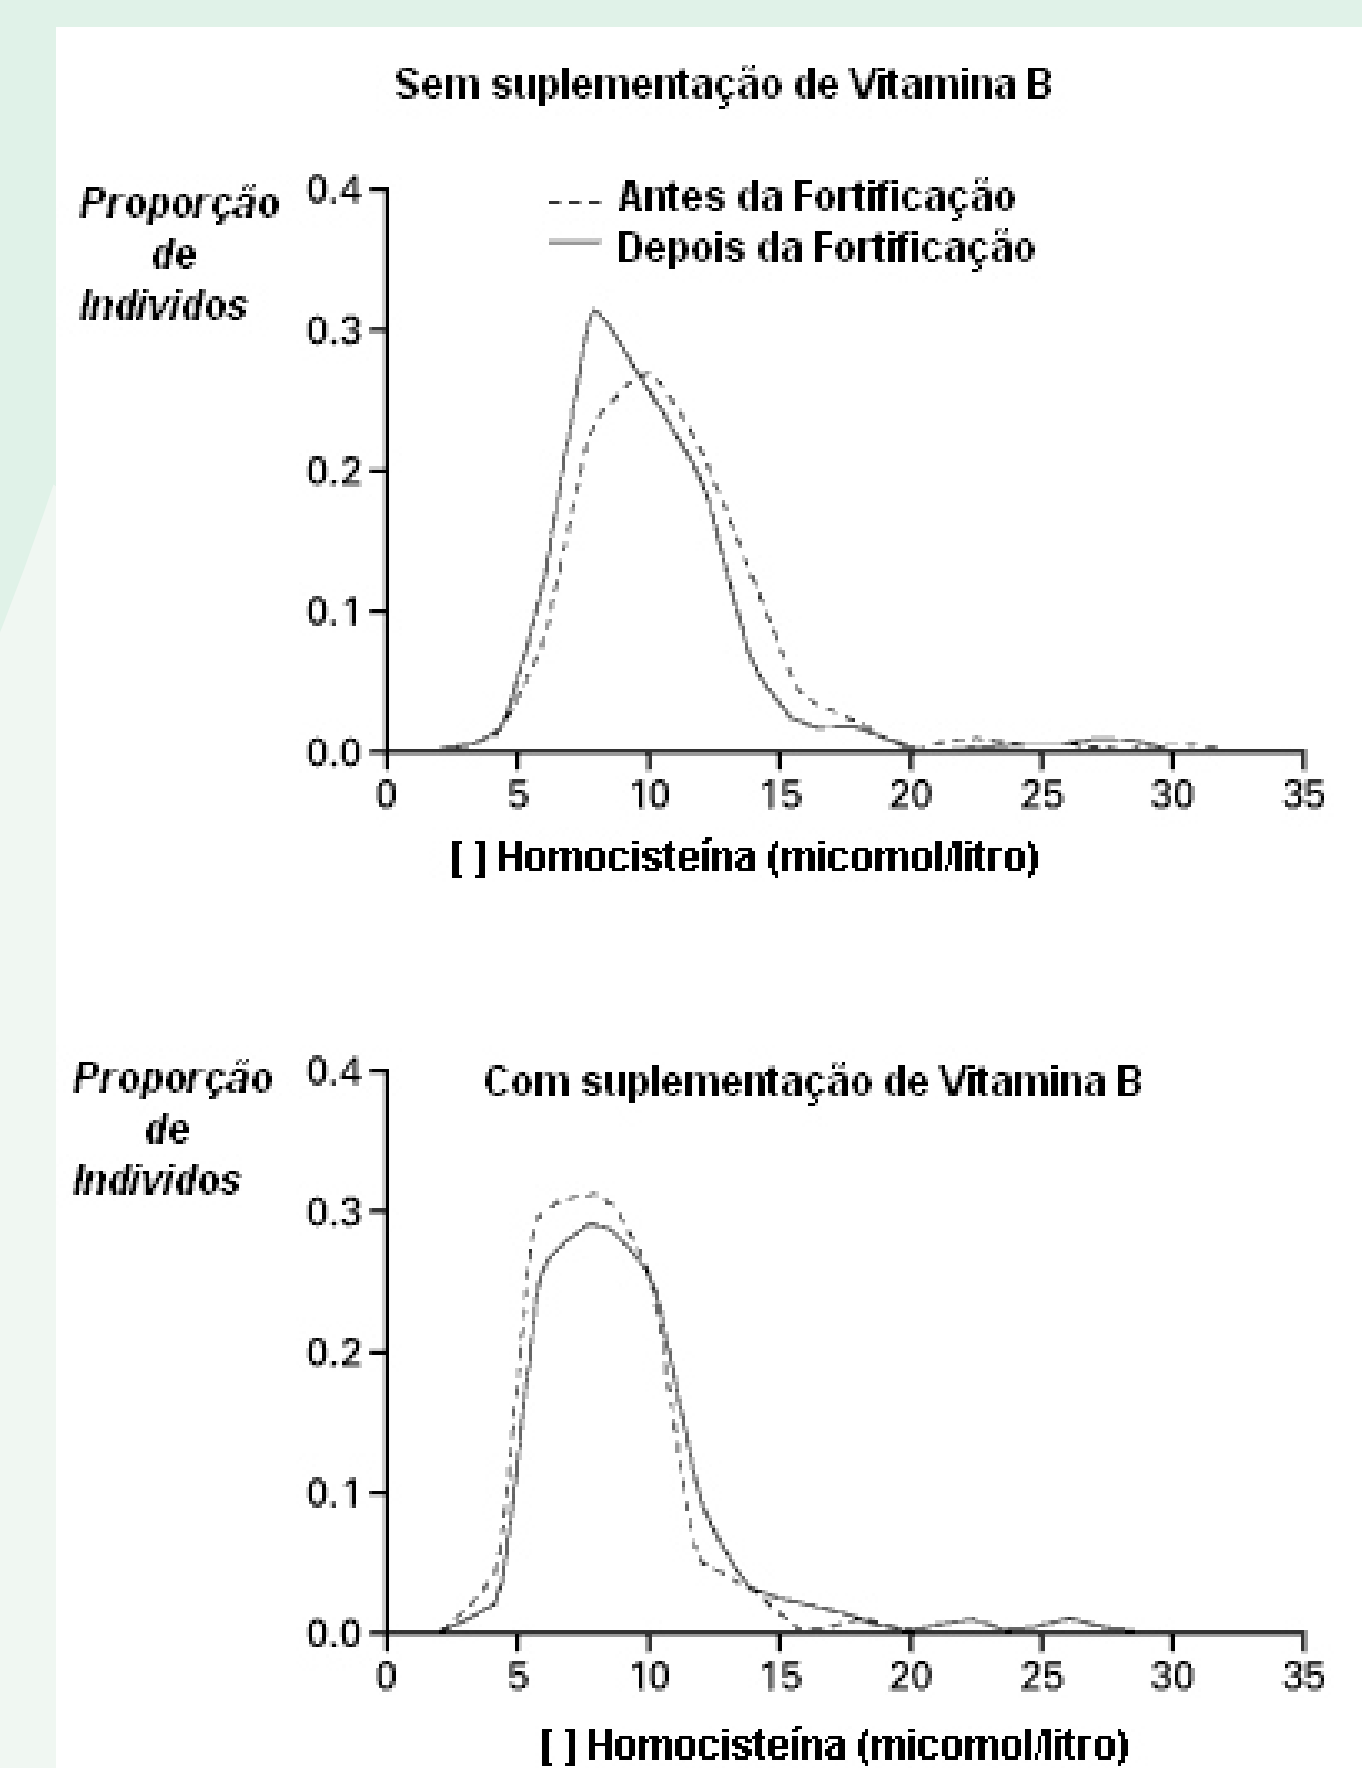 Sem suplementação de Vitamina B
Proporção
de
Individos
0.4
0.3
0.2
0.1
0.0
Antes da Fortificação
Depois da Fortificação
0 5 10 15 20 25 30 35
[ ] Homocisteína (micomol/litro)
Proporção
de
Individos
0.4
0.3
0.2
0.1
0.0
Com suplementação de Vitamina B
0 5 10 15 20 25 30 35
[ ] Homocisteína (micomol/litro)